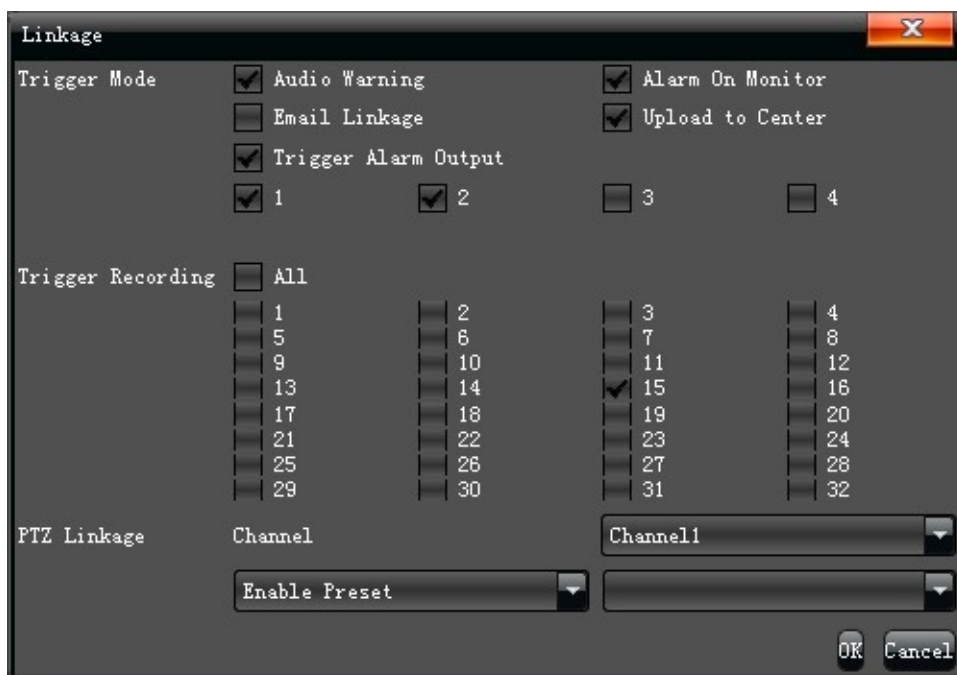 Linkage
Trigger Mode Audio Warning Alarm On Monitor
Email Linkage Upload to Center
Trigger Alarm Output
1 2 3 4
Trigger Recording All
1 2 3 4
5 6 7 8
9 10 11 12
13 14 15 16
17 18 19 20
21 22 23 24
25 26 27 28
29 30 31 32
PTZ Linkage Channel Channel1
Enable Preset
OK Cancel